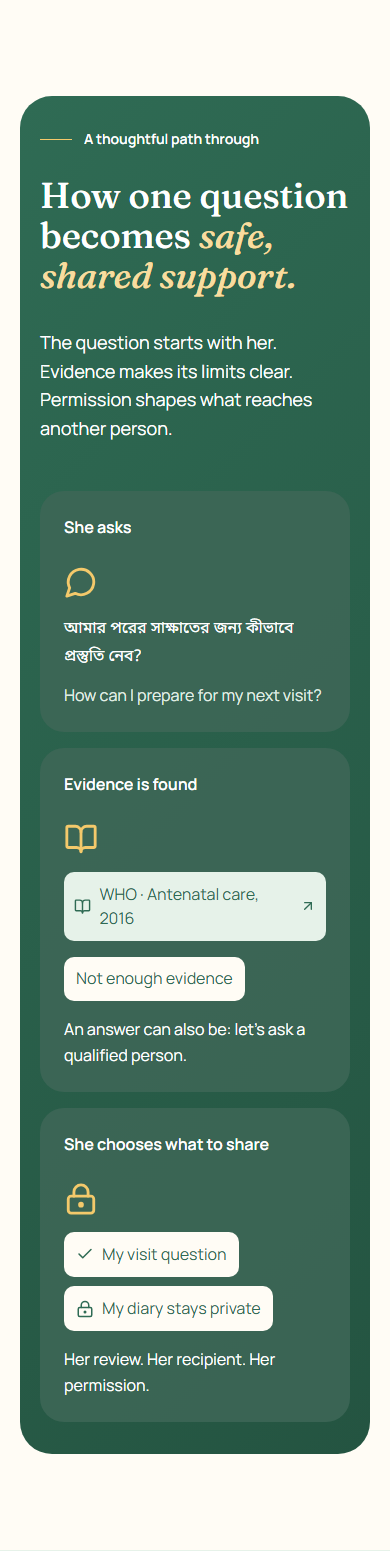 A thoughtful path through
How one question
becomes safe,
shared support.
The question starts with her.
Evidence makes its limits clear.
Permission shapes what reaches
another person.
She asks
আমার পরের সাক্ষাতের জন্য কীভাবে
প্রস্তুতি নেব?
How can I prepare for my next visit?
Evidence is found
WHO · Antenatal care,
2016
Not enough evidence
An answer can also be: let’s ask a
qualified person.
She chooses what to share
My visit question
My diary stays private
Her review. Her recipient. Her
permission.